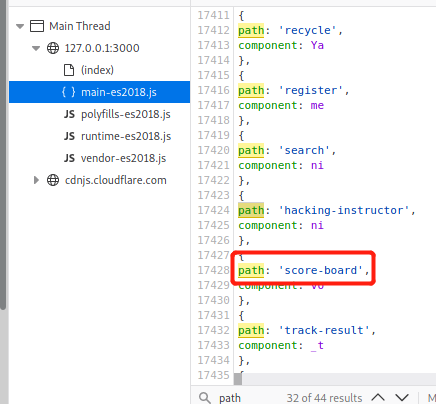 Main Thread
127.0.0.1:3000
(index)
{ } main-es2018.js
JS polyfills-es2018.js
JS runtime-es2018.js
JS vendor-es2018.js
cdnjs.cloudflare.com
17411 {
17412 path: 'recycle',
17413 component: Ya
17414 },
17415 {
17416 path: 'register',
17417 component: me
17418 },
17419 {
17420 path: 'search',
17421 component: ni
17422 },
17423 {
17424 path: 'hacking-instructor',
17425 component: ni
17426 },
17427 {
17428 path: 'score-board',
17429 component: vo
17430 },
17431 {
17432 path: 'track-result',
17433 component: _t
17434 },
17435
path
32 of 44 results